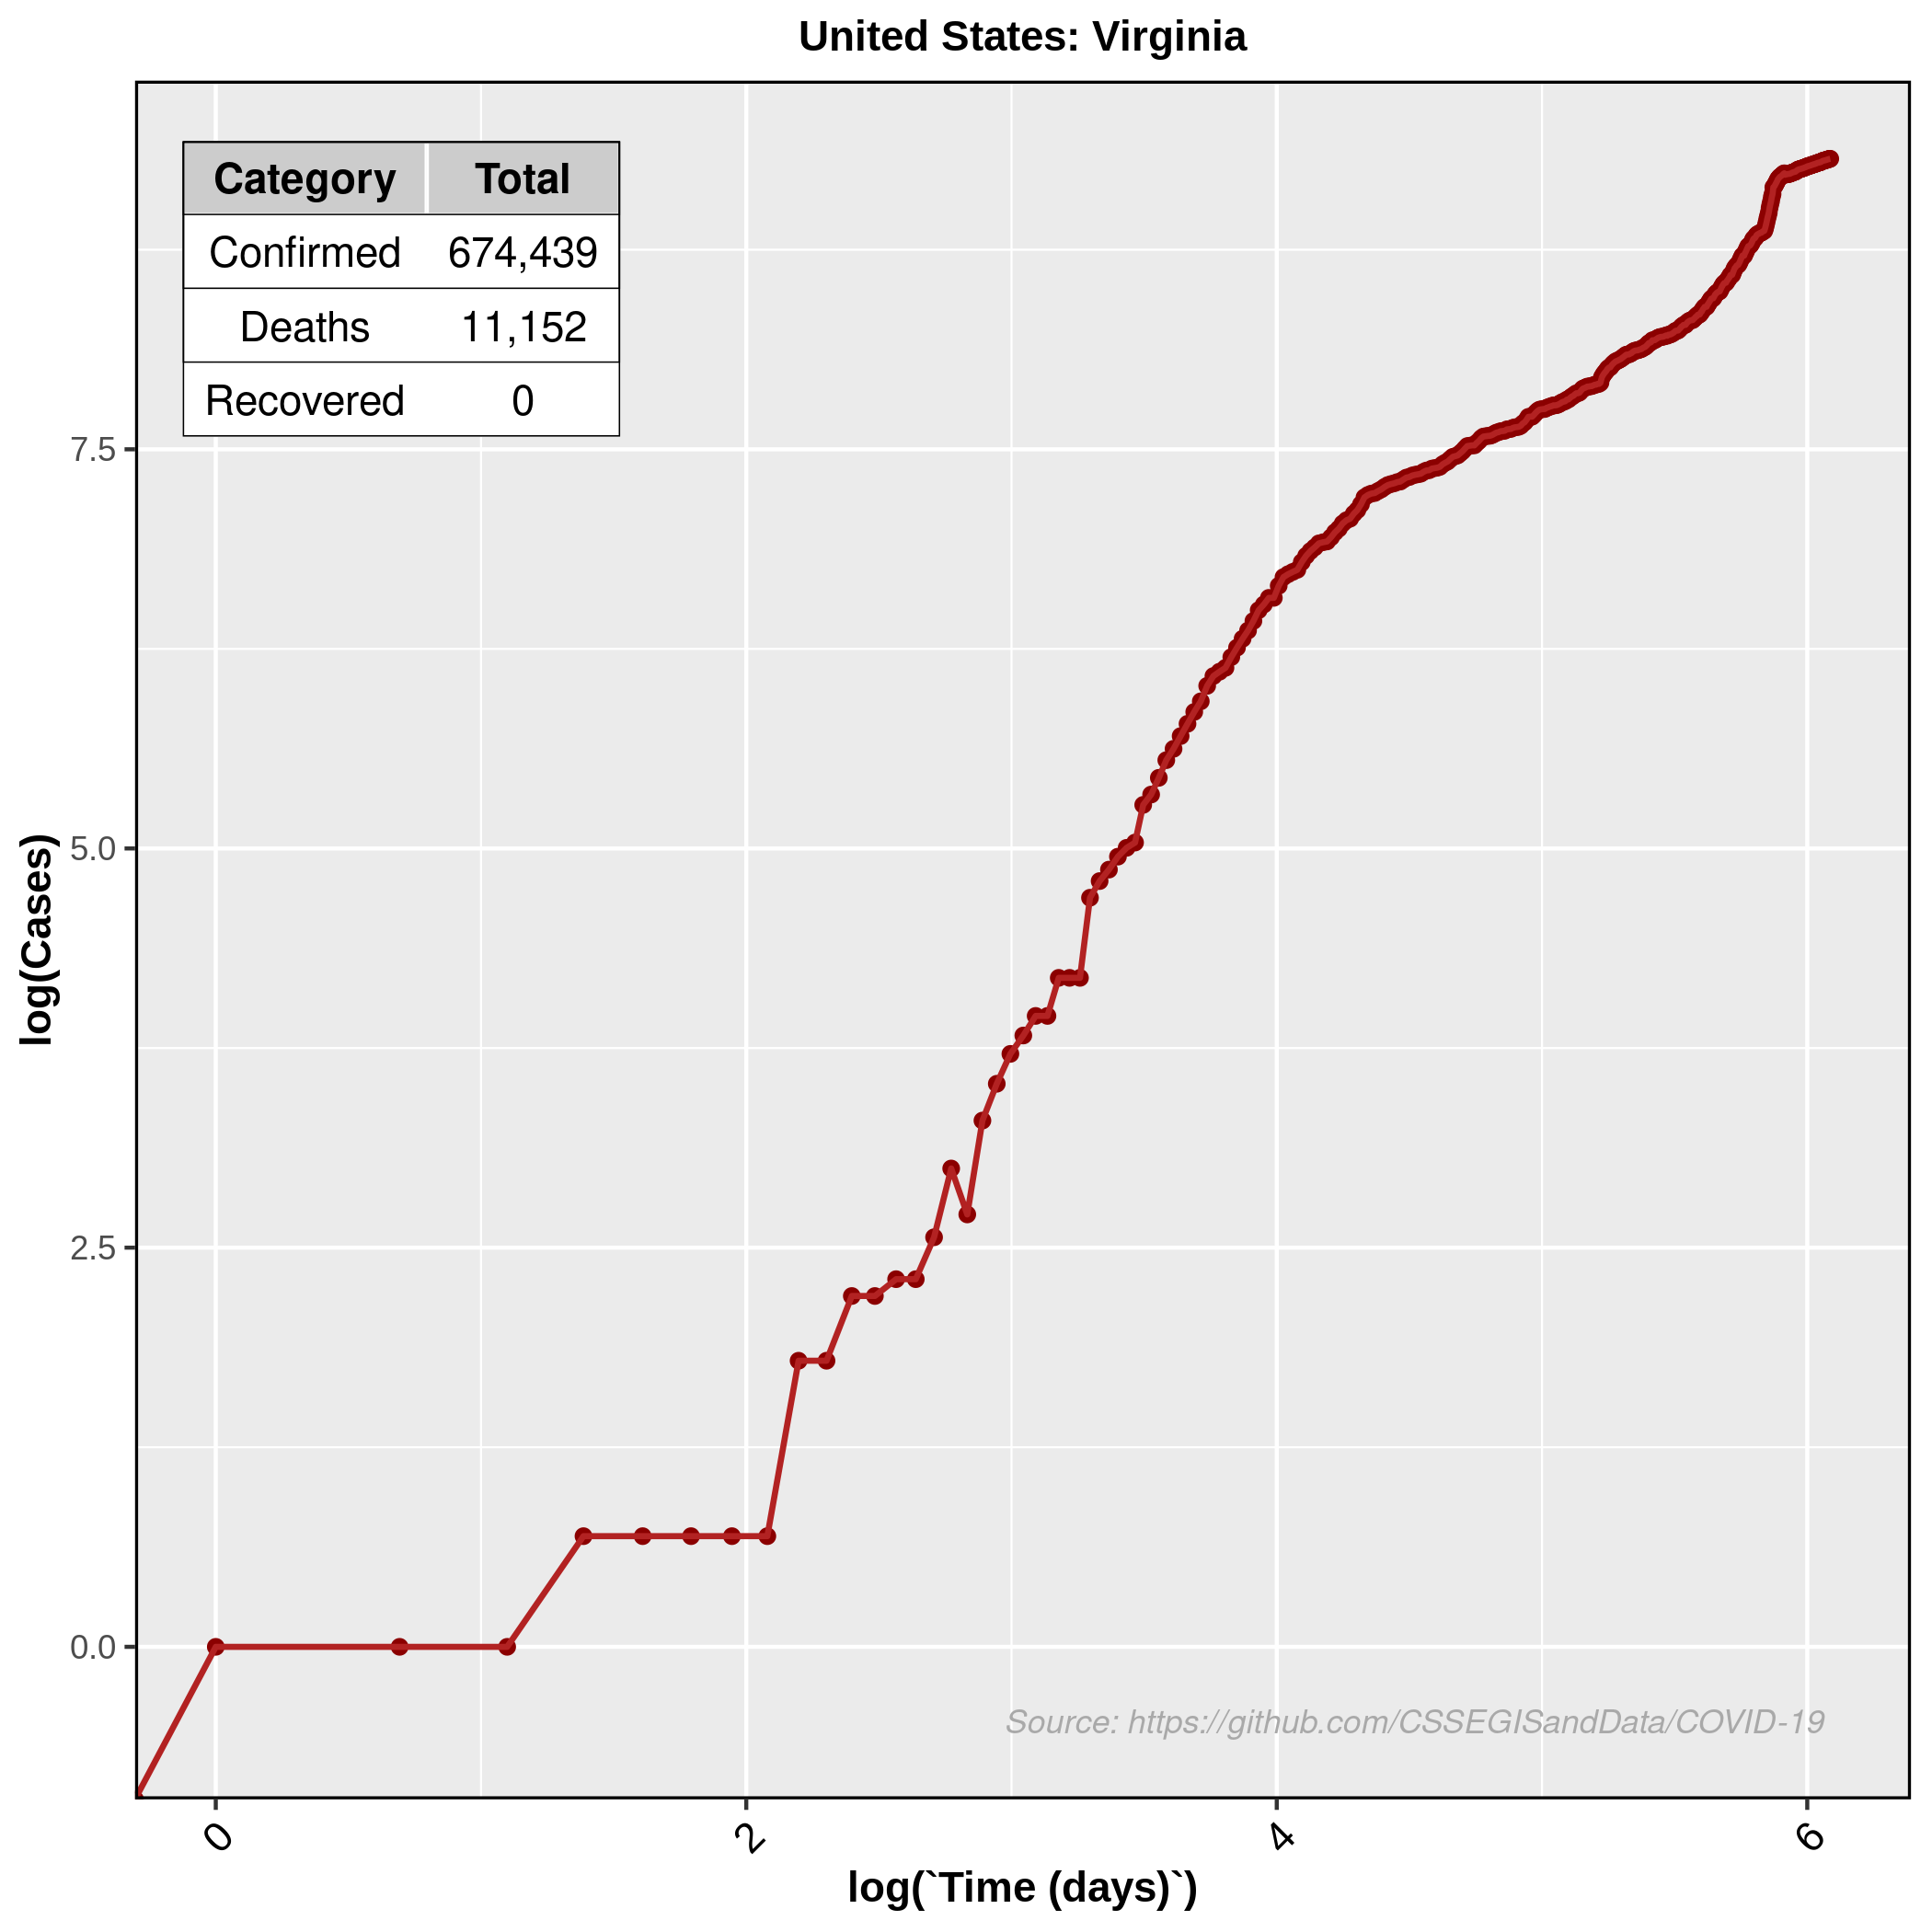 United States: Virginia
Category Total
Confirmed 674,439
Deaths 11,152
Recovered 0
7.5
5.0
2.5
0.0
log(Cases)
Source: https://github.com/CSSEGISandData/COVID-19
0 2 4 6
log(`Time (days)`)